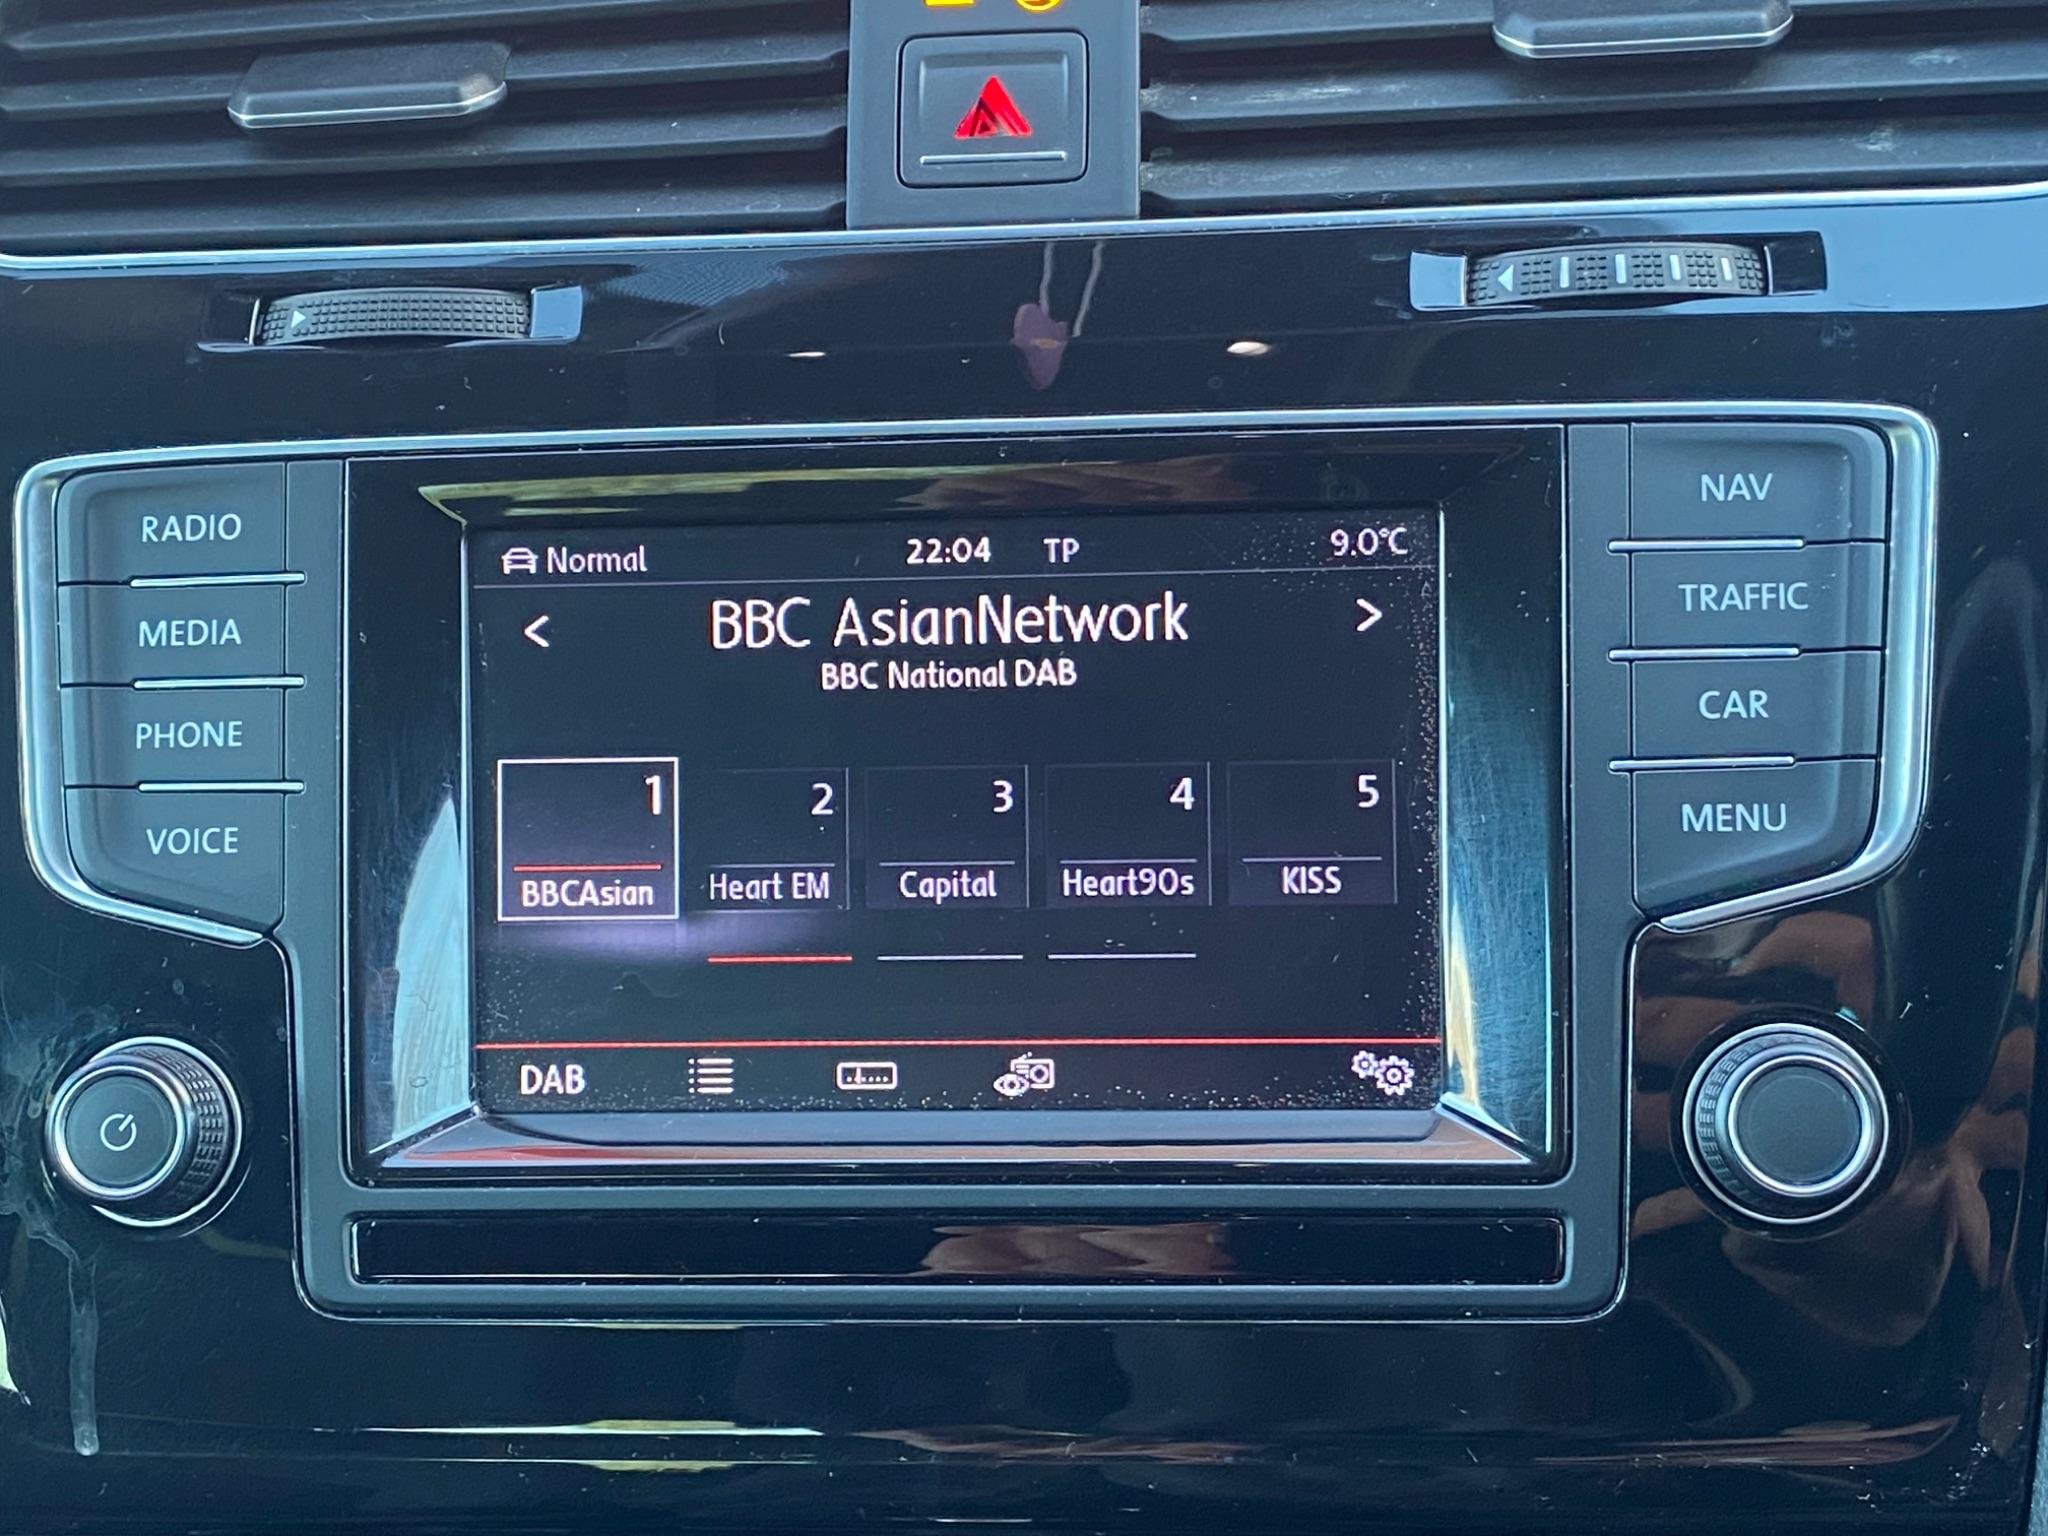 RADIO
MEDIA
PHONE
VOICE
Normal 22:04 TP 9.0°C
< BBC AsianNetwork >
BBC National DAB
1 2 3 4 5
BBCAsian Heart EM Capital Heart90s KISS
DAB
NAV
TRAFFIC
CAR
MENU